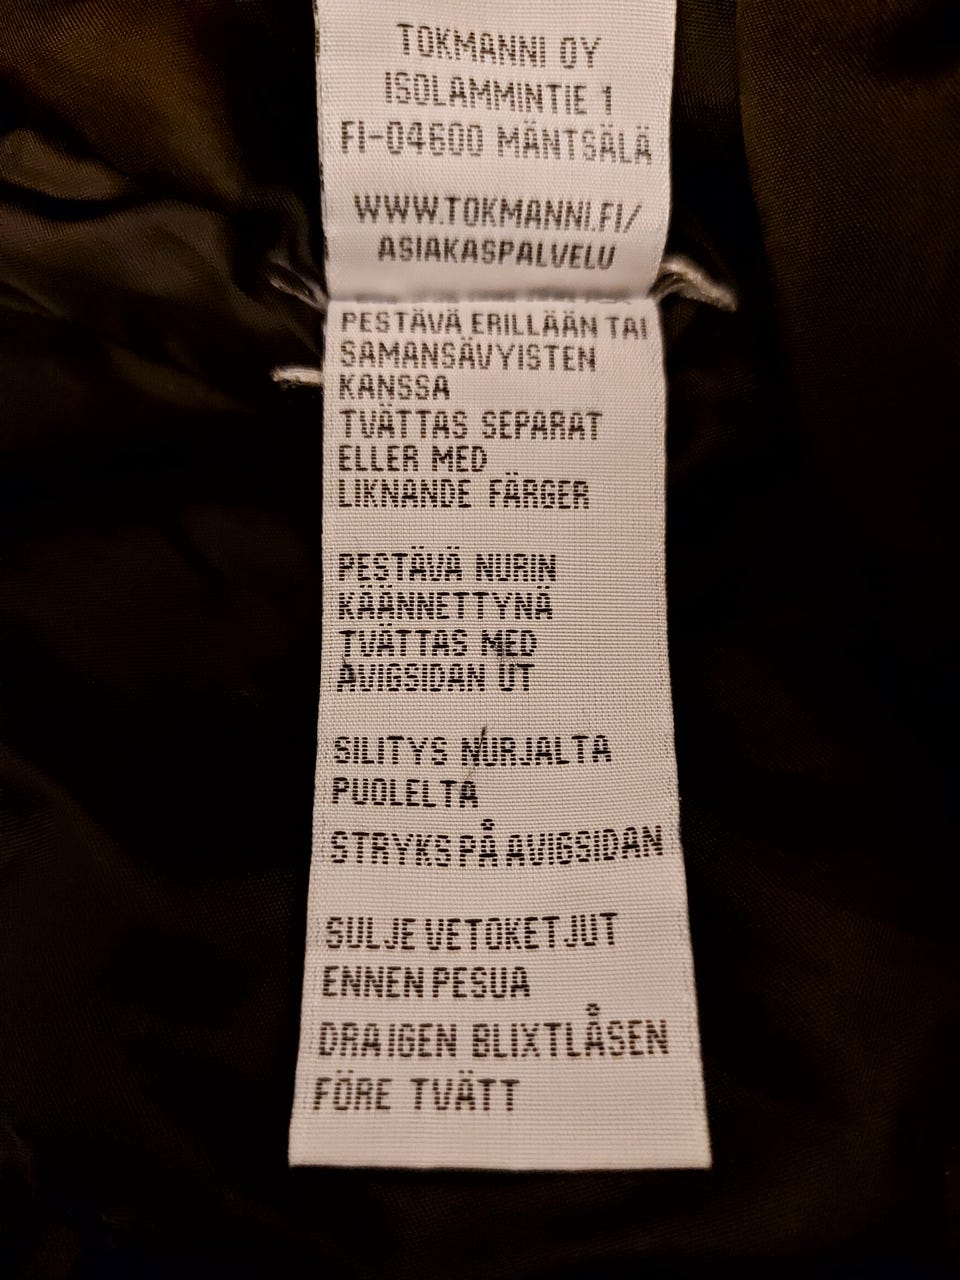 TOKMANNI OY
ISOLAMMINTIE 1
FI-04600 MÄNTSÄLÄ
WWW.TOKMANNI.FI/
ASIAKASPALVELU
PESTÄVÄ ERILLÄÄN TAI
SAMANSÄVYISTEN
KANSSA
TVÄTTAS SEPARAT
ELLER MED
LIKNANDE FÄRGER
PESTÄVÄ NURIN
KÄÄNNETTYNÄ
TVÄTTAS MED
AVIGSIDAN UT
SILITYS NURJALTA
PUOLELTA
STRYKS PÅ AVIGSIDAN
SULJE VETOKETJUT
ENNEN PESUA
DRA IGEN BLIXTLÅSEN
FÖRE TVÄTT